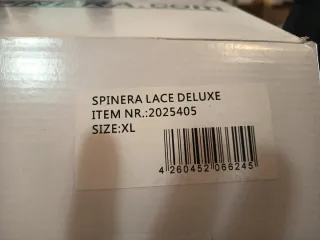 SPINERA LACE DELUXE
ITEM NR.:2025405
SIZE:XL
4 260452 066245